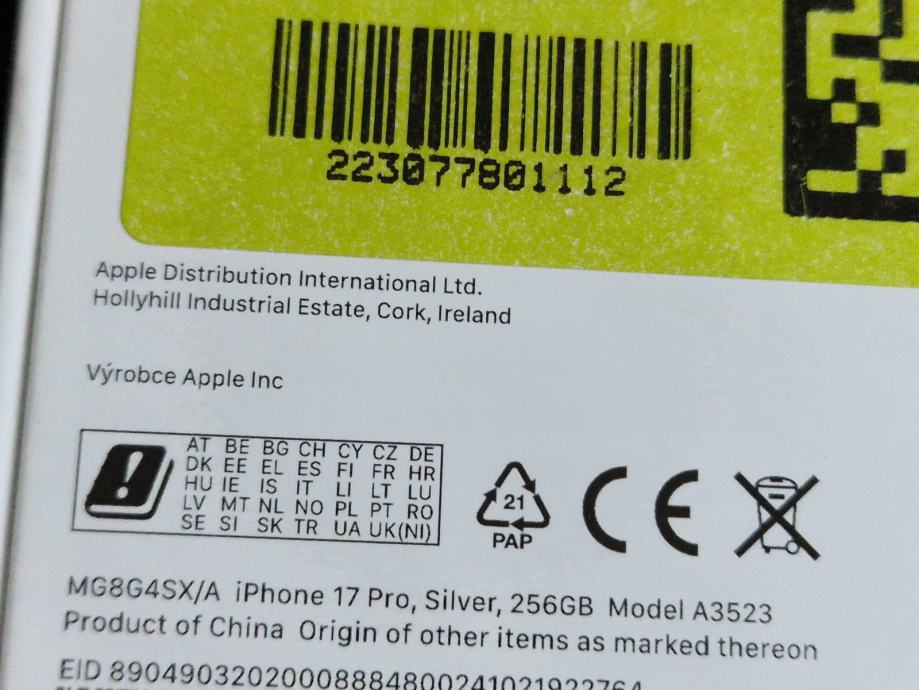 223077801112
Apple Distribution International Ltd.
Hollyhill Industrial Estate, Cork, Ireland
Výrobce Apple Inc
AT BE BG CH CY CZ DE
DK EE EL ES FI FR HR
HU IE IS IT LI LT LU
LV MT NL NO PL PT RO
SE SI SK TR UA UK(NI)
21
PAP
CE
MG8G4SX/A iPhone 17 Pro, Silver, 256GB Model A3523
Product of China Origin of other items as marked thereon
EID 89049032020008884800241021922764